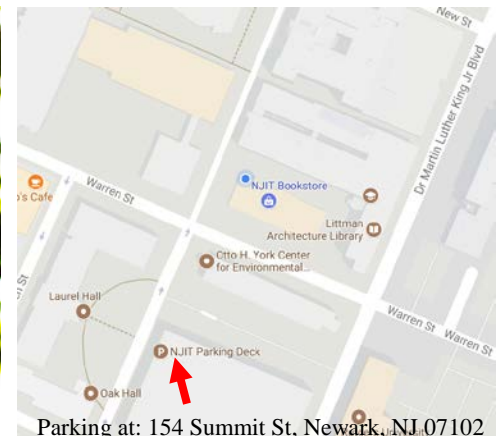 New St
Dr Martin Luther King Jr Blvd
Warren St
o's Cafe
NJIT Bookstore
Littman
Architecture Library
Otto H. York Center
for Environmental...
Laurel Hall
Warren St
Warren St
P NJIT Parking Deck
Oak Hall
Parking at: 154 Summit St, Newark, NJ 07102